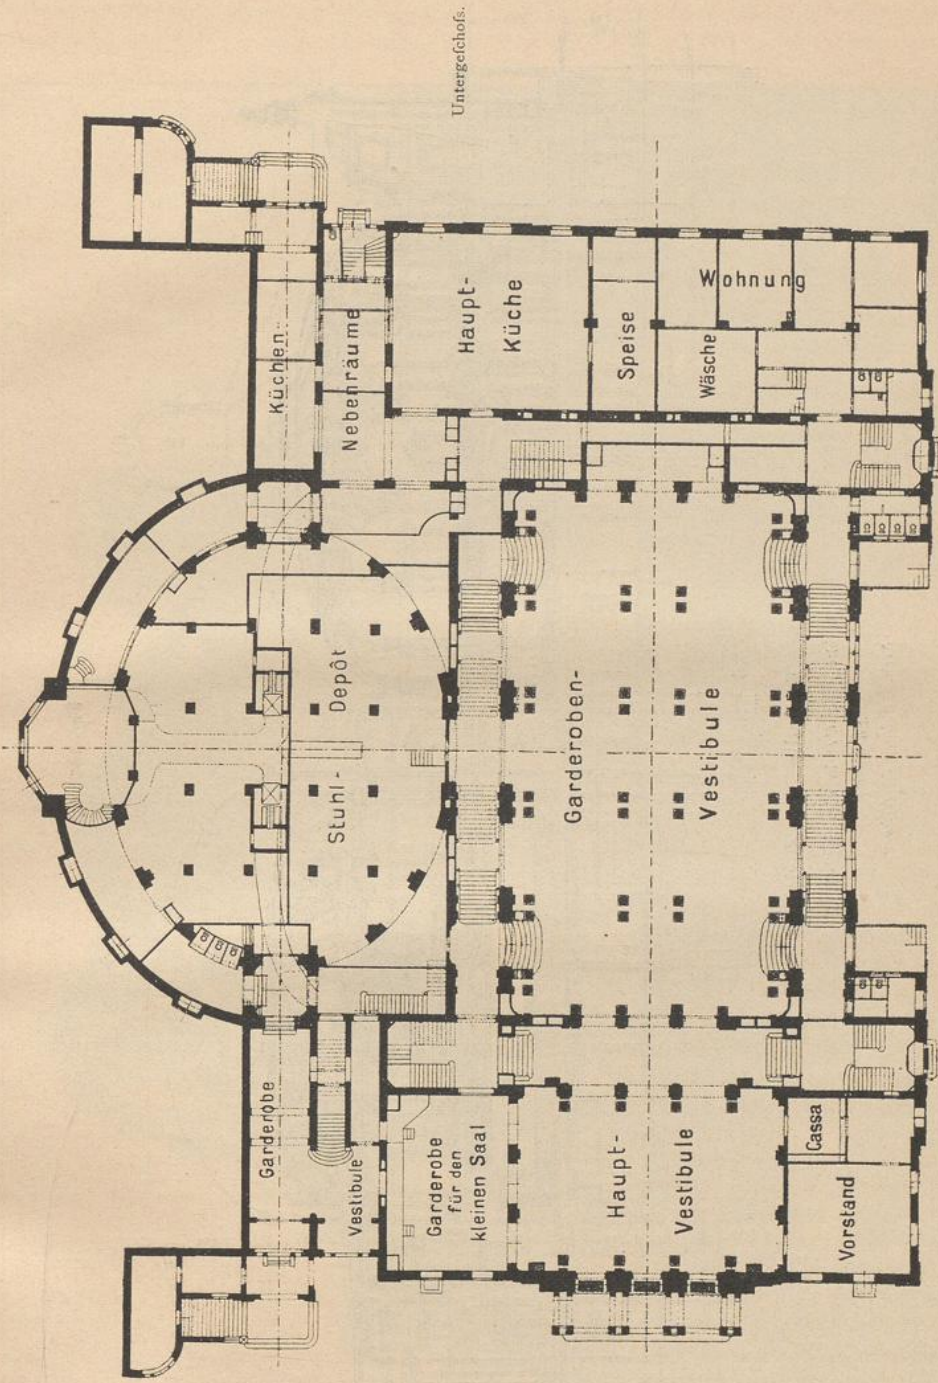 Untergeſchoſs.
Küchen
Nebenräume
Haupt-
Küche
Speise
Wäsche
Wohnung
Stuhl - Depôt
Garderoben-
Vestibule
Garderobe
Vestibule
Garderobe
für den
kleinen Saal
Haupt-
Vestibule
Cassa
Vorstand